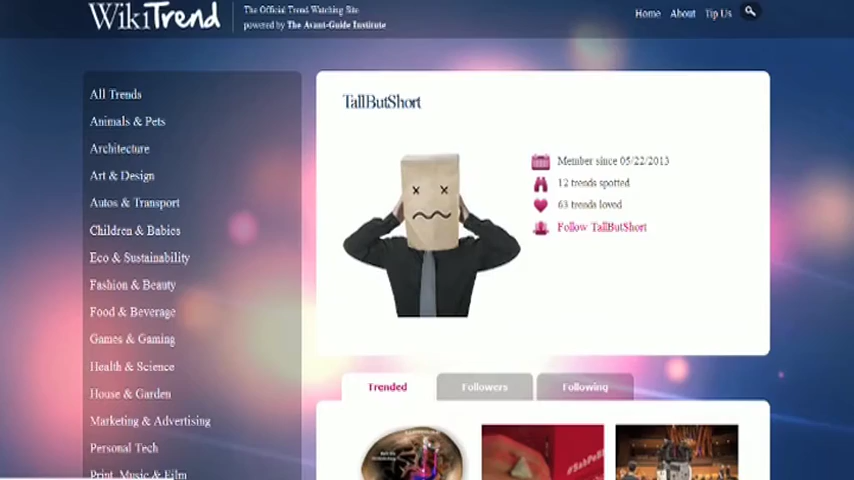 WikiTrend
The Official Trend Watching Site
powered by The Avant-Guide Institute
Home About Tip Us
All Trends
Animals & Pets
Architecture
Art & Design
Autos & Transport
Children & Babies
Eco & Sustainability
Fashion & Beauty
Food & Beverage
Games & Gaming
Health & Science
House & Garden
Marketing & Advertising
Personal Tech
Print, Music & Film
TallButShort
Member since 05/22/2013
12 trends spotted
63 trends loved
Follow TallButShort
Trended Followers Following